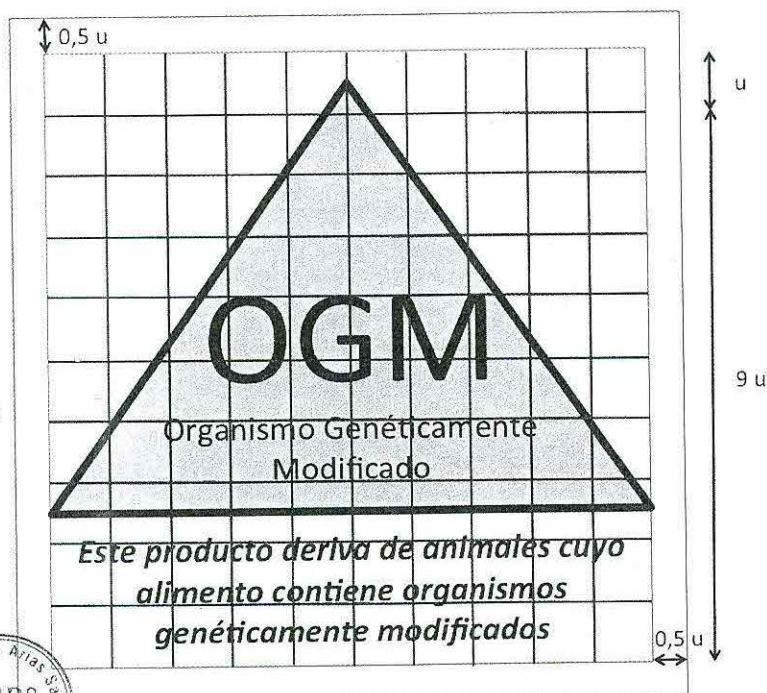 0,5 u
u
OGM
9 u
Organismo Genéticamente
Modificado
Este producto deriva de animales cuyo
alimento contiene organismos
genéticamente modificados
0,5 u
Arias